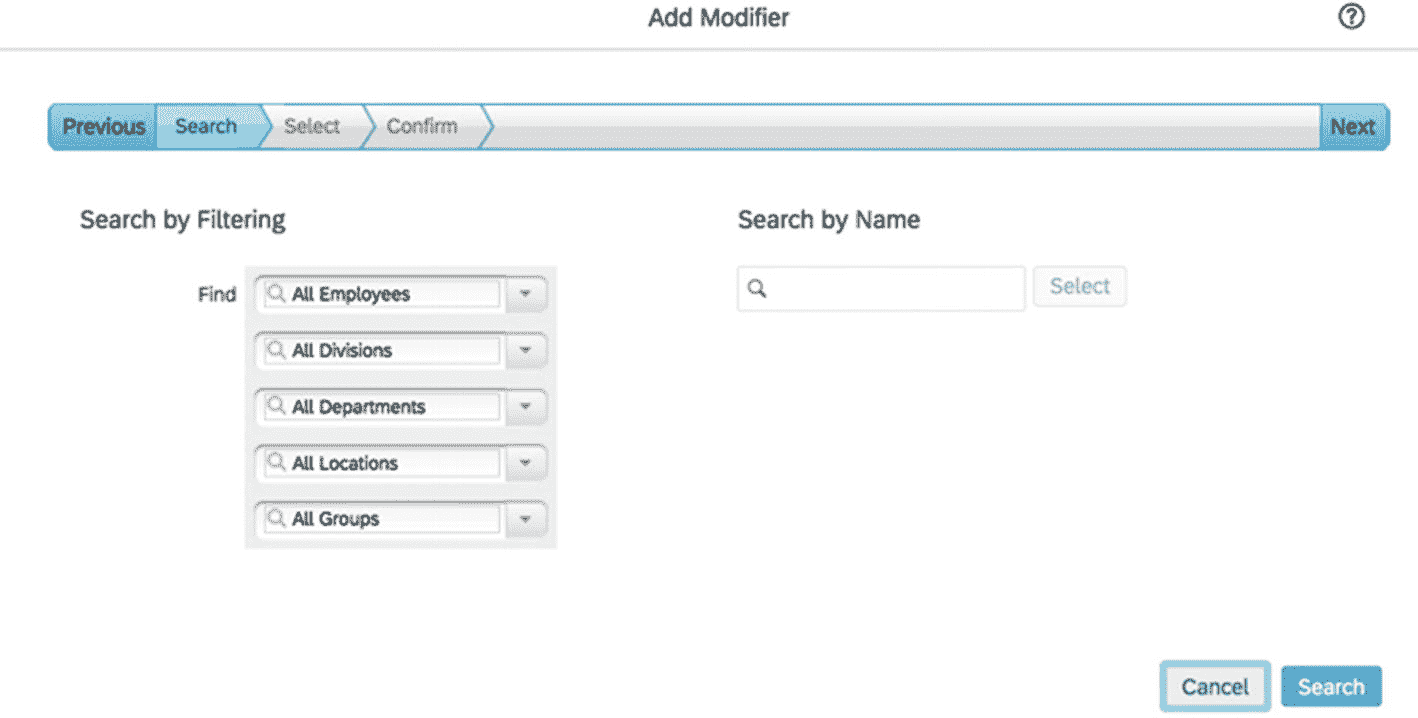 Add Modifier
Previous Search Select Confirm Next
Search by Filtering
Find All Employees
All Divisions
All Departments
All Locations
All Groups
Search by Name
Select
Cancel Search